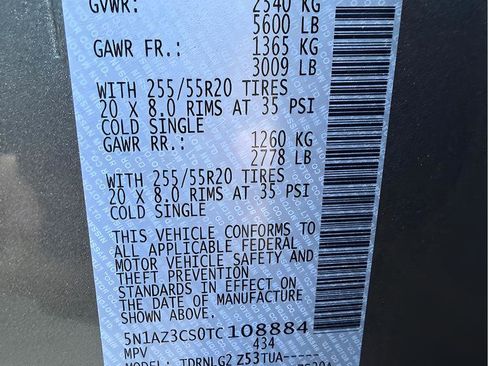 GVWR: 2540 KG
5600 LB
GAWR FR.: 1365 KG
3009 LB
WITH 255/55R20 TIRES
20 X 8.0 RIMS AT 35 PSI
COLD SINGLE
GAWR RR.: 1260 KG
2778 LB
WITH 255/55R20 TIRES
20 X 8.0 RIMS AT 35 PSI
COLD SINGLE
THIS VEHICLE CONFORMS TO
ALL APPLICABLE FEDERAL
MOTOR VEHICLE SAFETY AND
THEFT PREVENTION
STANDARDS IN EFFECT ON
THE DATE OF MANUFACTURE
SHOWN ABOVE.
5N1AZ3CS0TC108884
MPV 434
MODEL: TDRNLG2 Z53TUA-----